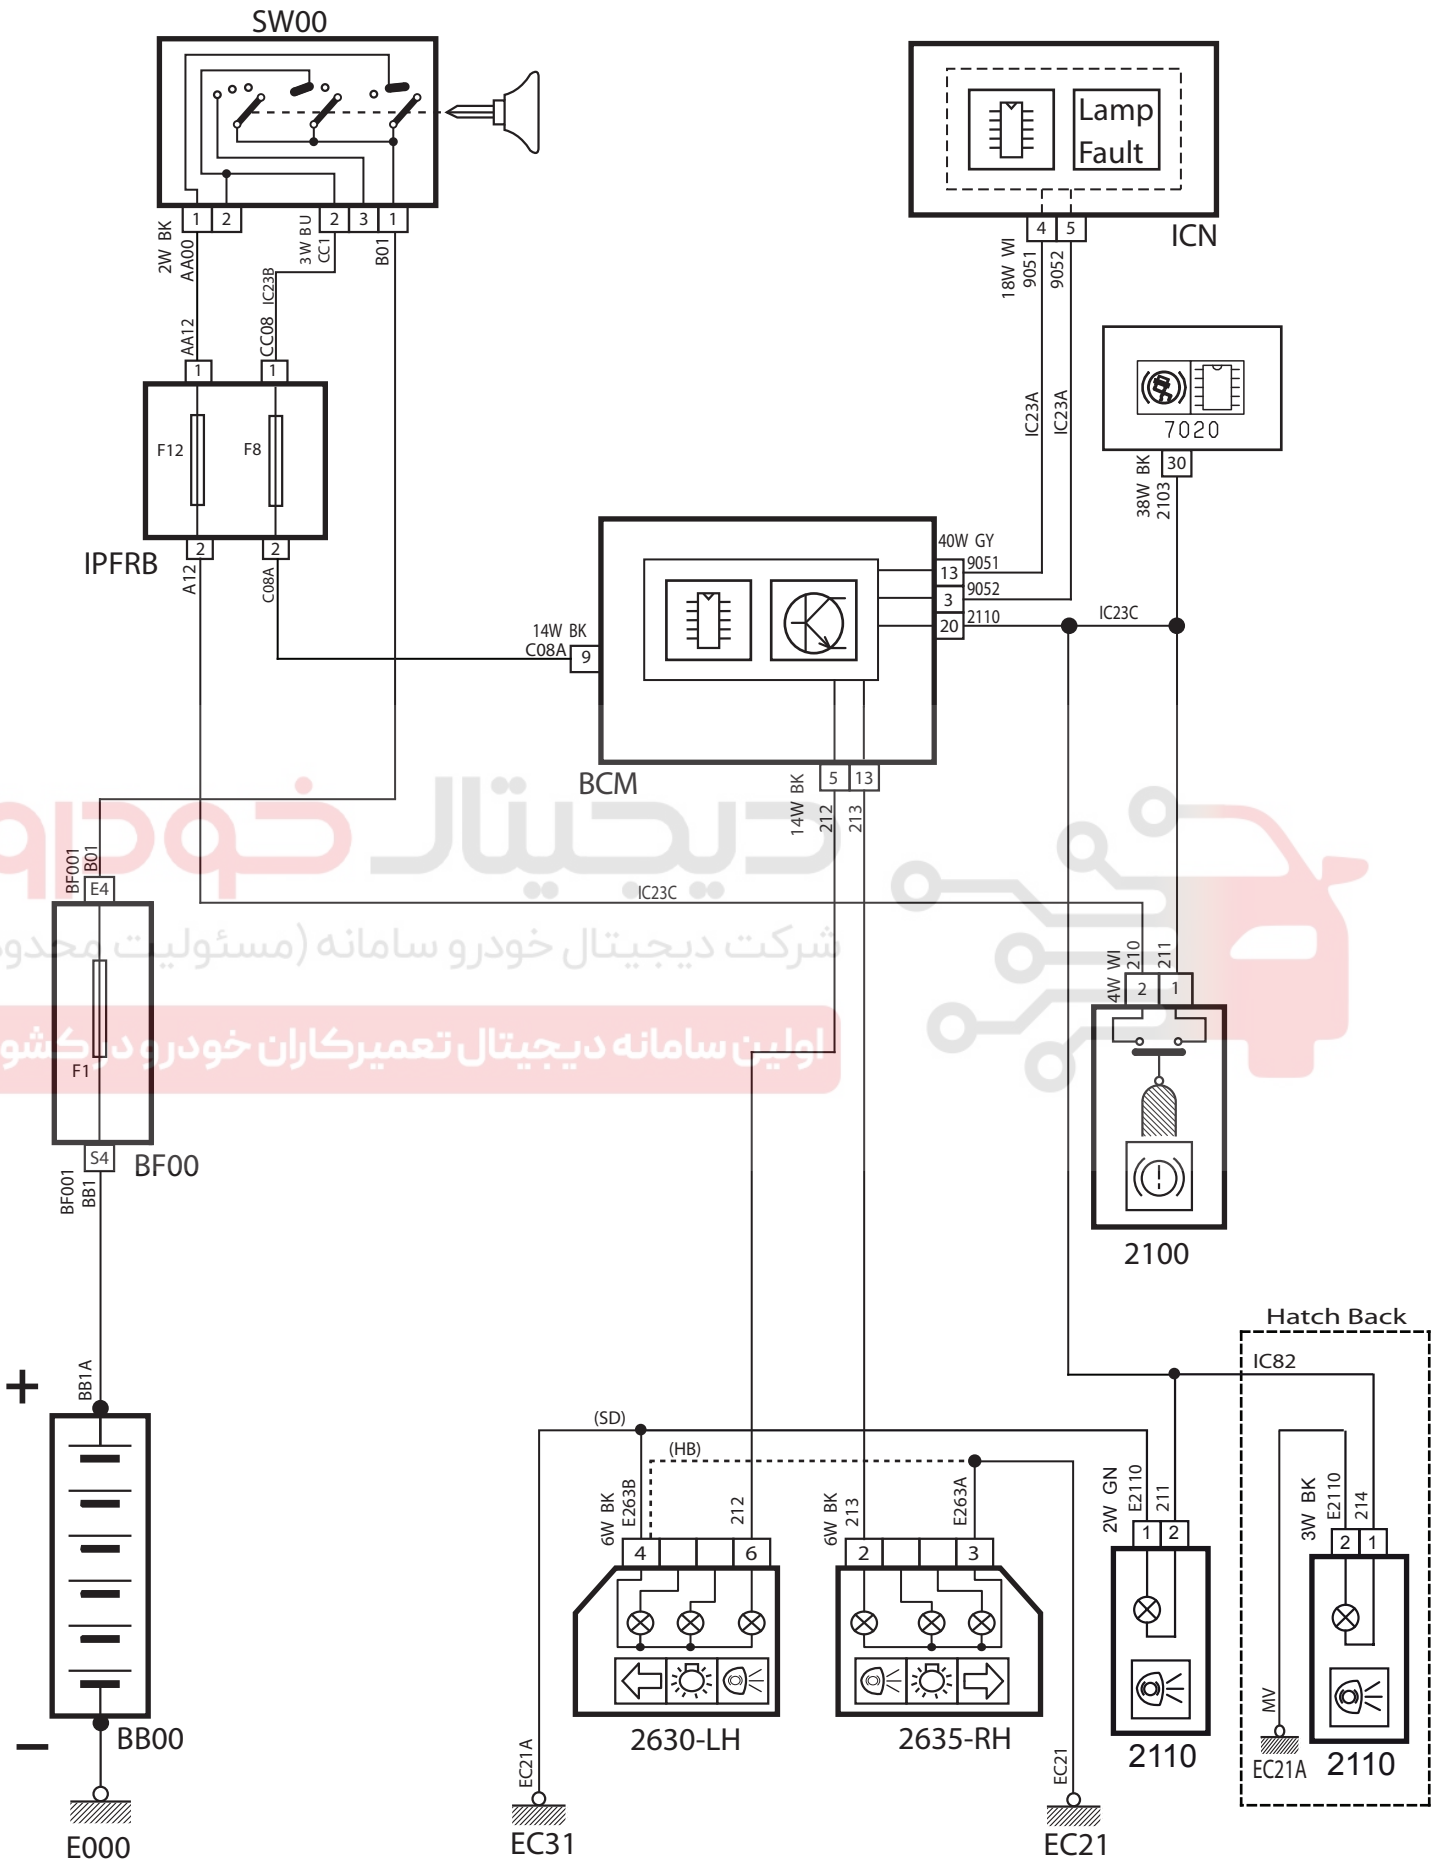 SW00
1 2
2 3 1
2W BK
AA00
3W BU
CC1
B01
AA12
CC08 IC23B
1
1
F12
F8
2
2
IPFRB
A12
C08A
Lamp
Fault
4 5
ICN
18W WI
9051
9052
IC23A
IC23A
7020
30
38W BK
2103
40W GY
13 9051
3 9052
20 2110
IC23C
14W BK
C08A
9
BCM
5 13
14W BK
212
213
دیجیتال خودرو
شرکت دیجیتال خودرو سامانه (مسئولیت محدود
اولین سامانه دیجیتال تعمیرکاران خودرو در کشو
BF001
B01
E4
F1
S4
BF00
BF001
BB1
BB1A
+
−
BB00
E000
IC23C
4W WI
210
211
2 1
2100
Hatch Back
IC82
(SD)
(HB)
6W BK
E263B
212
4 6
2630-LH
6W BK
213
E263A
2 3
2635-RH
2W GN
E2110
211
1 2
2110
3W BK
E2110
214
2 1
2110
MV
EC21A
EC21A
EC31
EC21
EC21